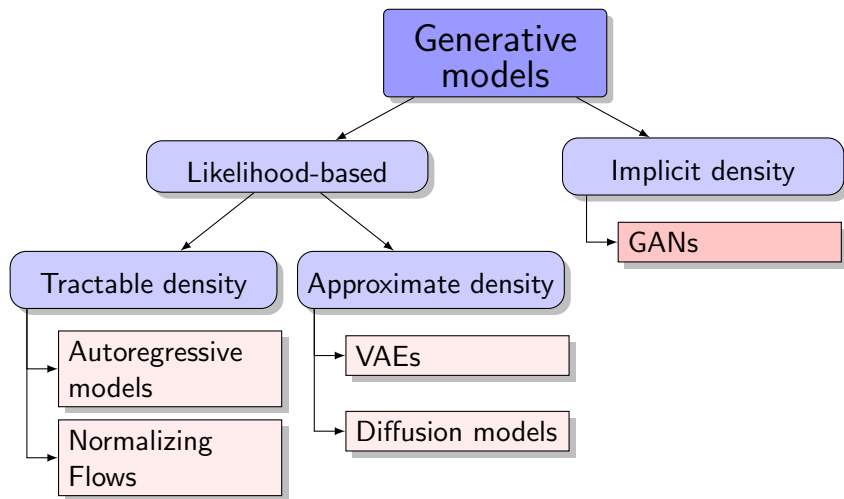 Generative
models
Likelihood-based
Implicit density
GANs
Tractable density
Approximate density
Autoregressive
models
VAEs
Normalizing
Flows
Diffusion models